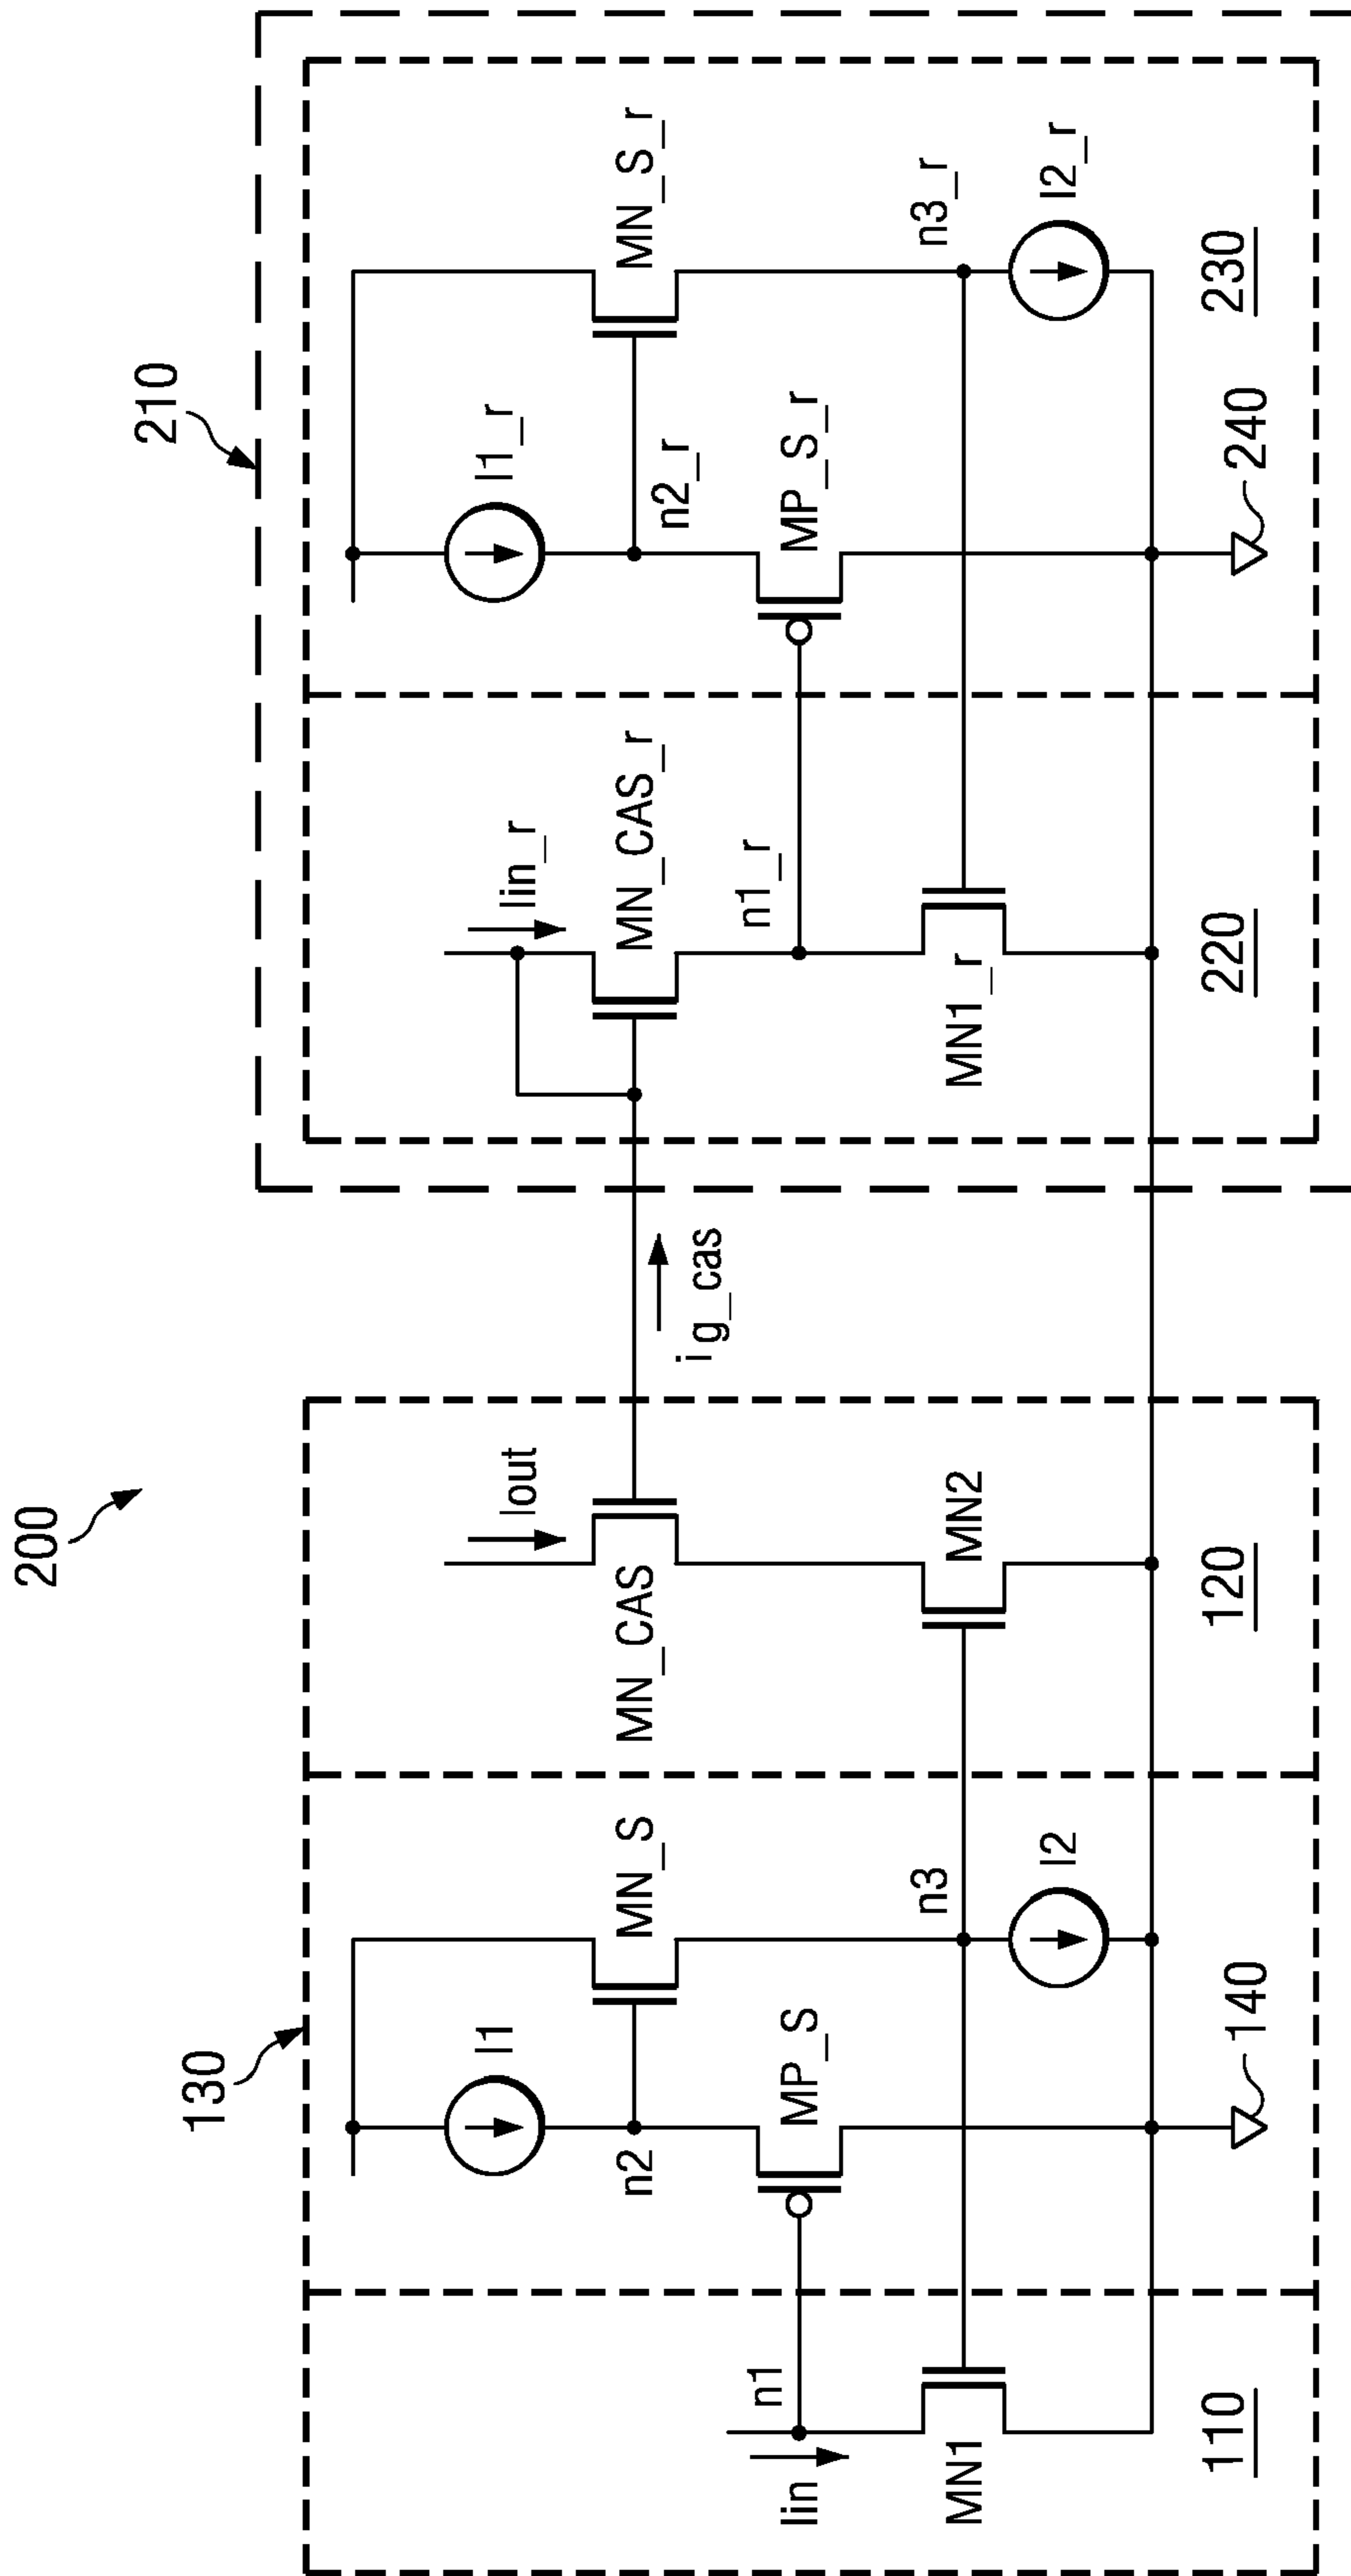 200
130
210
Iin
n1
MN1
110
I1
n2
MP_S
MN_S
n3
I2
140
Iout
MN_CAS
MN2
120
ig_cas
Iin_r
MN_CAS_r
n1_r
MN1_r
220
I1_r
n2_r
MP_S_r
MN_S_r
n3_r
I2_r
240
230